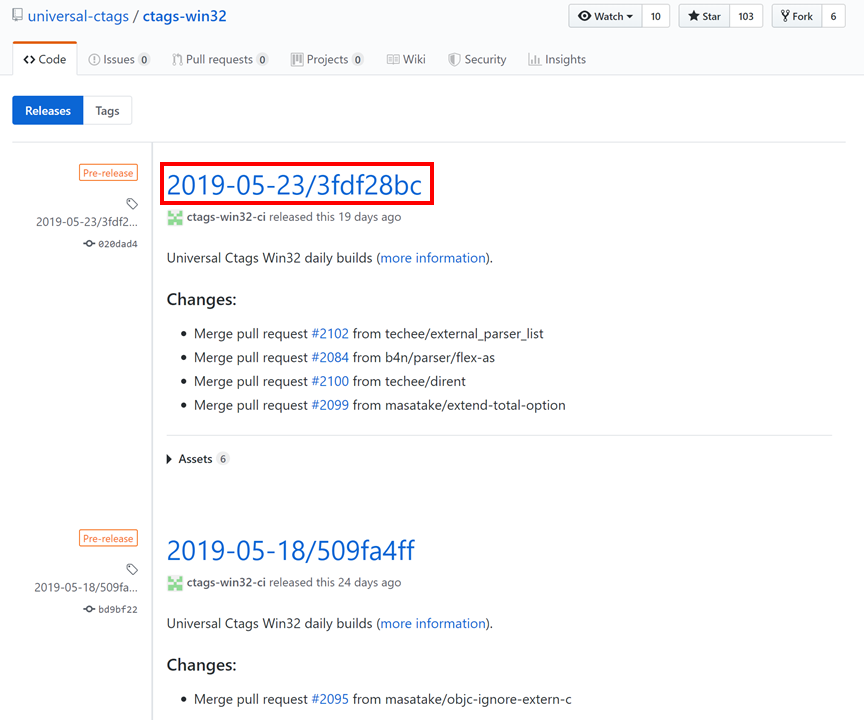 universal-ctags / ctags-win32
Watch 10 Star 103 Fork 6
Code Issues 0 Pull requests 0 Projects 0 Wiki Security Insights
Releases Tags
Pre-release
2019-05-23/3fdf2...
020dad4
2019-05-23/3fdf28bc
ctags-win32-ci released this 19 days ago
Universal Ctags Win32 daily builds (more information).
Changes:
• Merge pull request #2102 from techee/external_parser_list
• Merge pull request #2084 from b4n/parser/flex-as
• Merge pull request #2100 from techee/dirent
• Merge pull request #2099 from masatake/extend-total-option
Assets 6
Pre-release
2019-05-18/509fa...
bd9bf22
2019-05-18/509fa4ff
ctags-win32-ci released this 24 days ago
Universal Ctags Win32 daily builds (more information).
Changes:
• Merge pull request #2095 from masatake/objc-ignore-extern-c